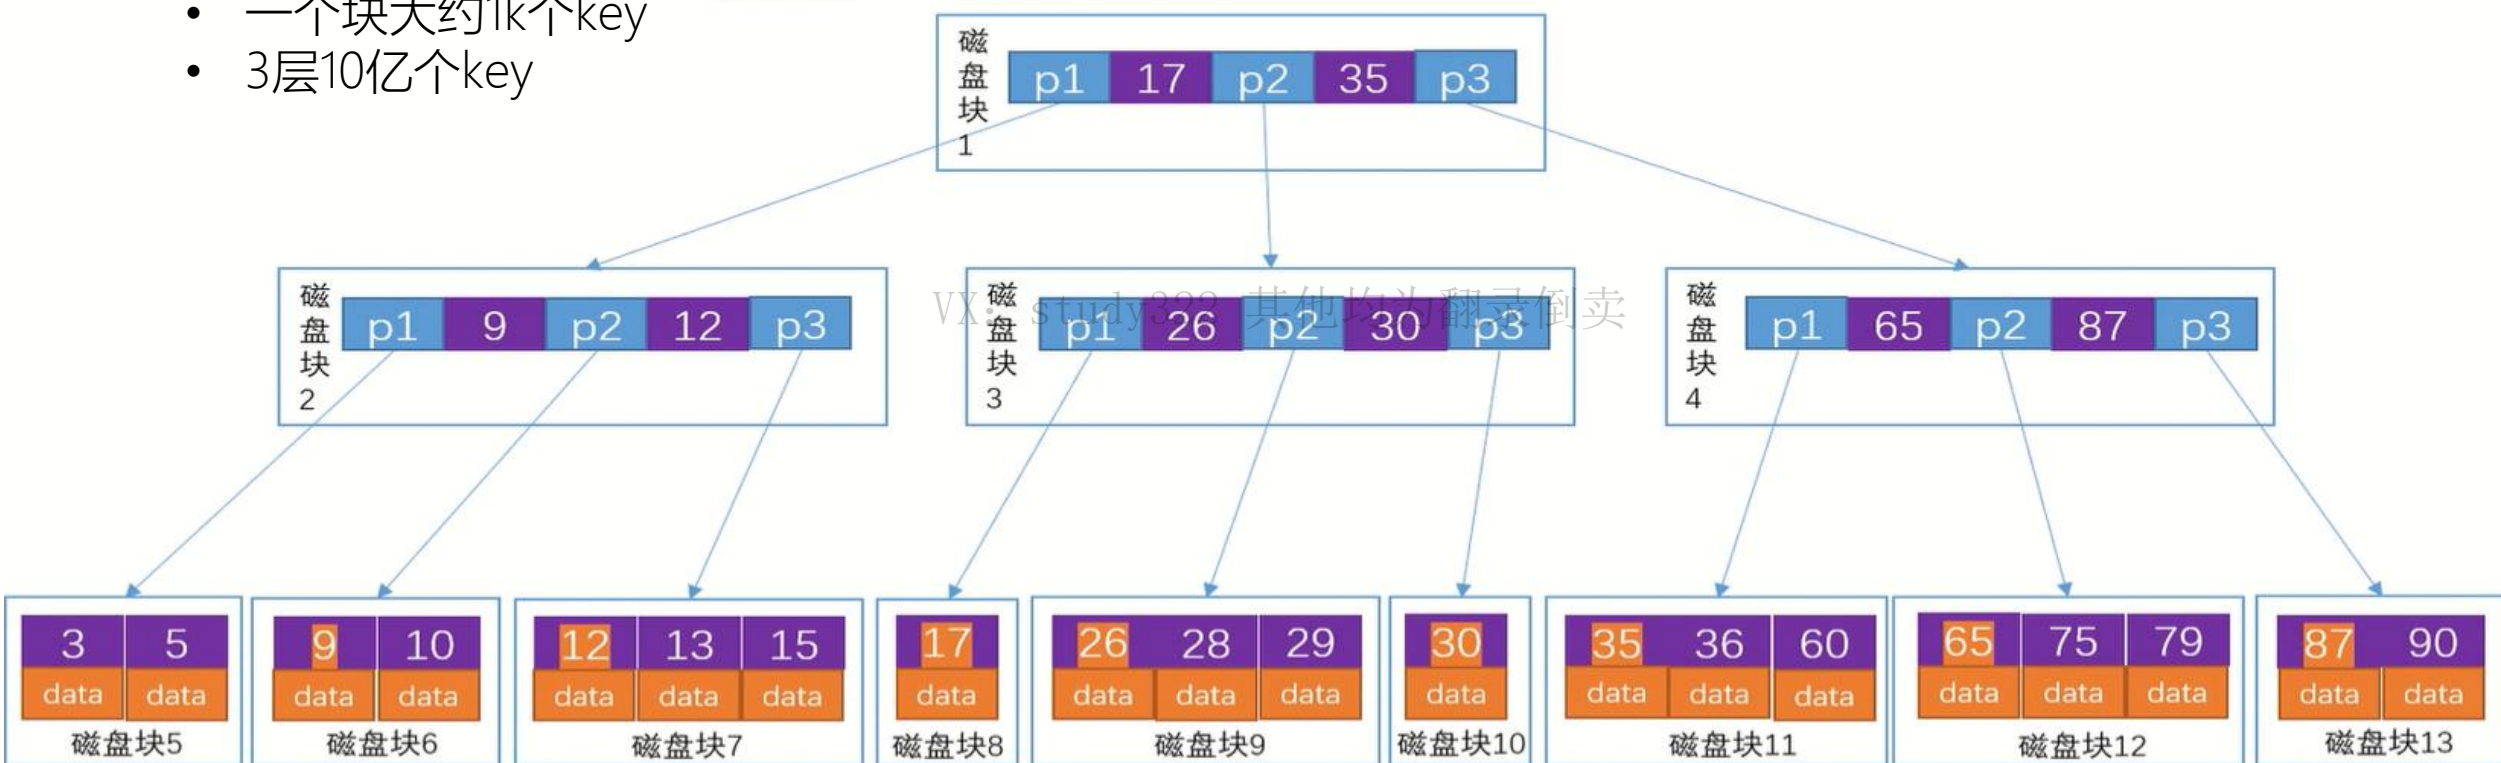 • 一个块大约1k个key
• 3层10亿个key
磁盘块1
p1 17 p2 35 p3
磁盘块2
p1 9 p2 12 p3
磁盘块3
p1 26 p2 30 p3
磁盘块4
p1 65 p2 87 p3
VX: study322 其他均为翻录倒卖
3 5
data data
磁盘块5
9 10
data data
磁盘块6
12 13 15
data data data
磁盘块7
17
data
磁盘块8
26 28 29
data data data
磁盘块9
30
data
磁盘块10
35 36 60
data data data
磁盘块11
65 75 79
data data data
磁盘块12
87 90
data data
磁盘块13